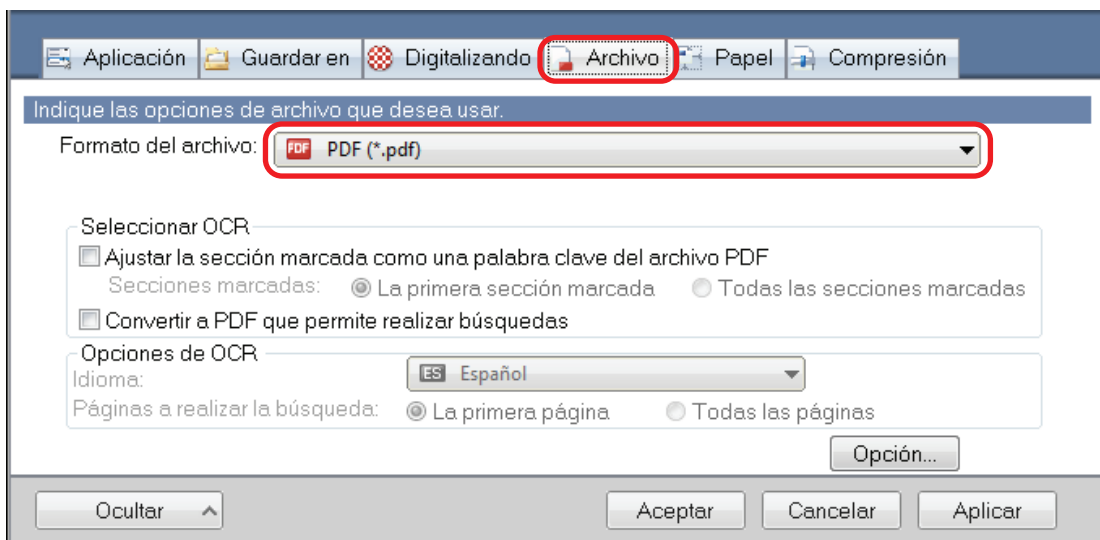 Aplicación Guardar en Digitalizando Archivo Papel Compresión
Indique las opciones de archivo que desea usar.
Formato del archivo: PDF PDF (*.pdf)
Seleccionar OCR
Ajustar la sección marcada como una palabra clave del archivo PDF
Secciones marcadas: La primera sección marcada Todas las secciones marcadas
Convertir a PDF que permite realizar búsquedas
Opciones de OCR
Idioma: ES Español
Páginas a realizar la búsqueda: La primera página Todas las páginas
Opción...
Ocultar Aceptar Cancelar Aplicar